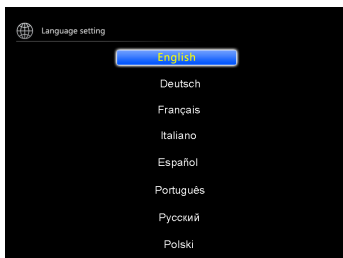 Language setting
English
Deutsch
Français
Italiano
Español
Português
Русский
Polski